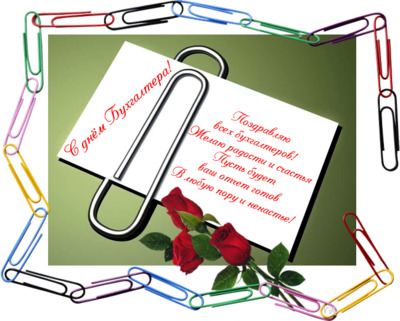 С днём Бухгалтера!
Поздравляю
всех бухгалтеров!
Желаю радости и счастья
Пусть будет
ваш отчет готов
В любую пору и ненастье!